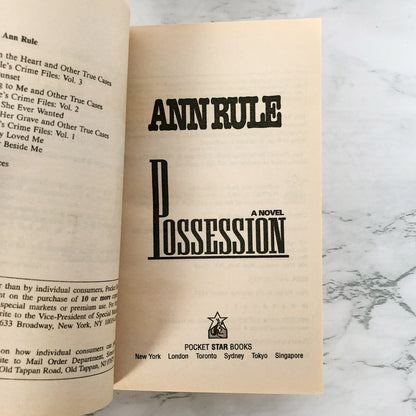 Ann Rule
n the Heart and Other True Cases
le's Crime Files: Vol. 3
unset
g to Me and Other True Cases
's Crime Files: Vol. 2
She Ever Wanted
Her Grave and Other True Cases
's Crime Files: Vol. 1
y Loved Me
r Beside Me
ces
er than by individual consumers, Pocket
nt on the purchase of 10 or more
special markets or premium use. For
rite to the Vice-President of Special
633 Broadway, New York, NY
on how individual consumers can
ite to Mail Order Department,
Old Tappan Road, Old Tappan, NJ
ANN RULE
A NOVEL
POSSESSION
POCKET STAR BOOKS
New York London Toronto Sydney Tokyo Singapore